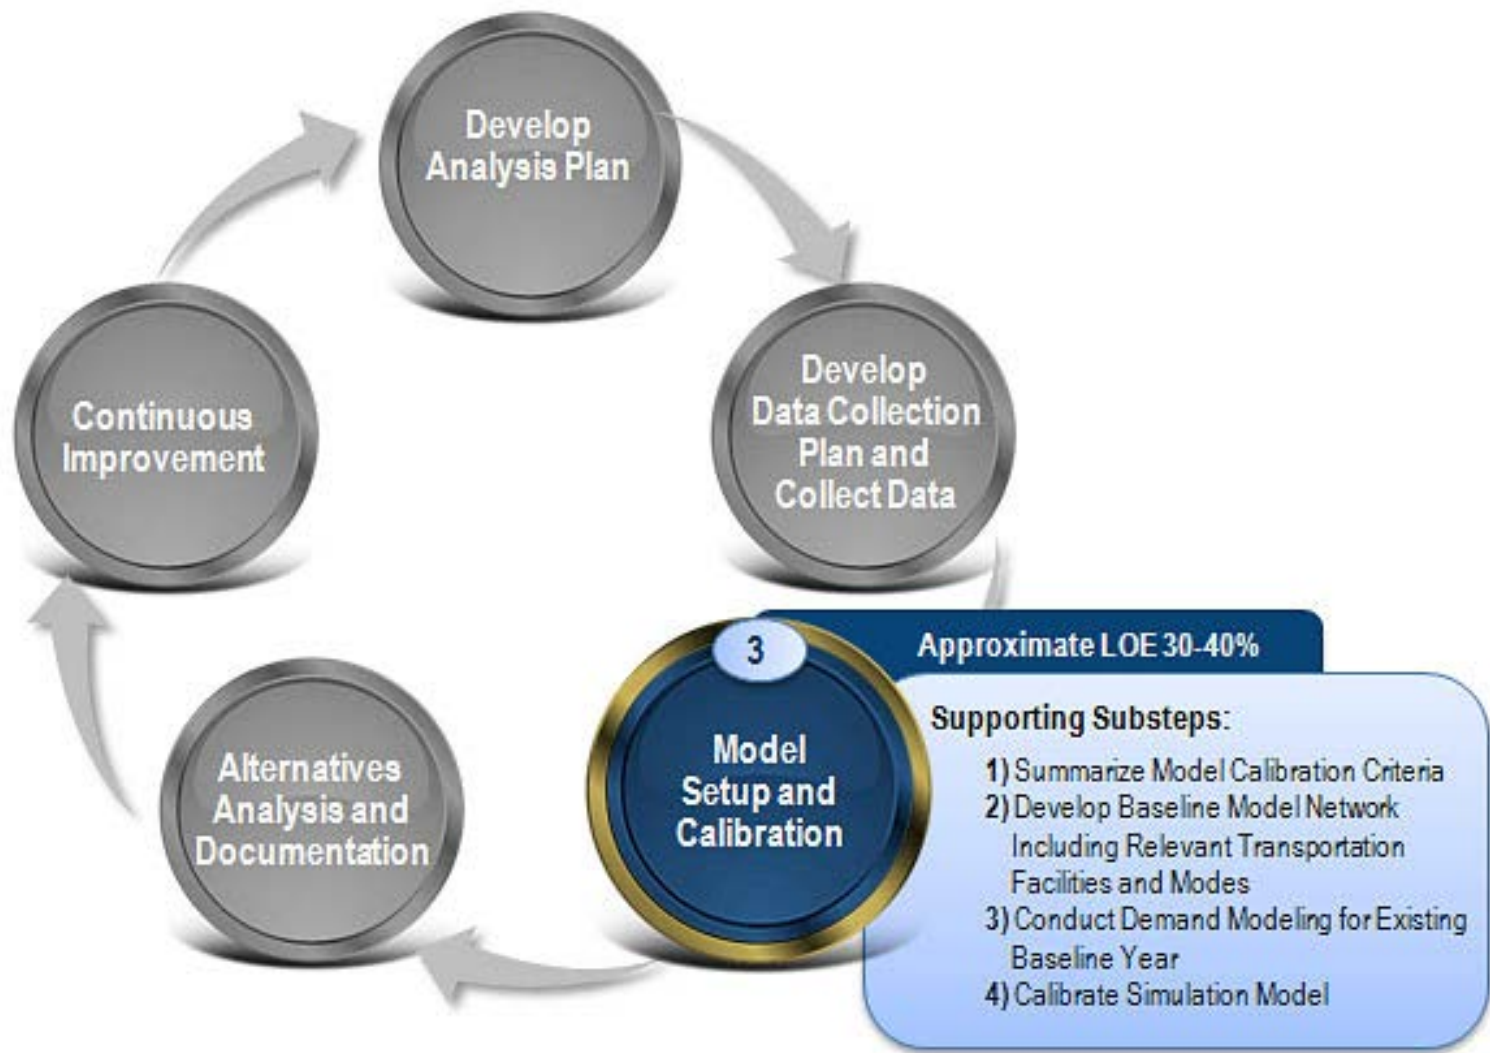 Develop
Analysis Plan
Develop
Data Collection
Plan and
Collect Data
Continuous
Improvement
3
Approximate LOE 30-40%
Model
Setup and
Calibration
Supporting Substeps:
1) Summarize Model Calibration Criteria
2) Develop Baseline Model Network
Including Relevant Transportation
Facilities and Modes
3) Conduct Demand Modeling for Existing
Baseline Year
4) Calibrate Simulation Model
Alternatives
Analysis and
Documentation